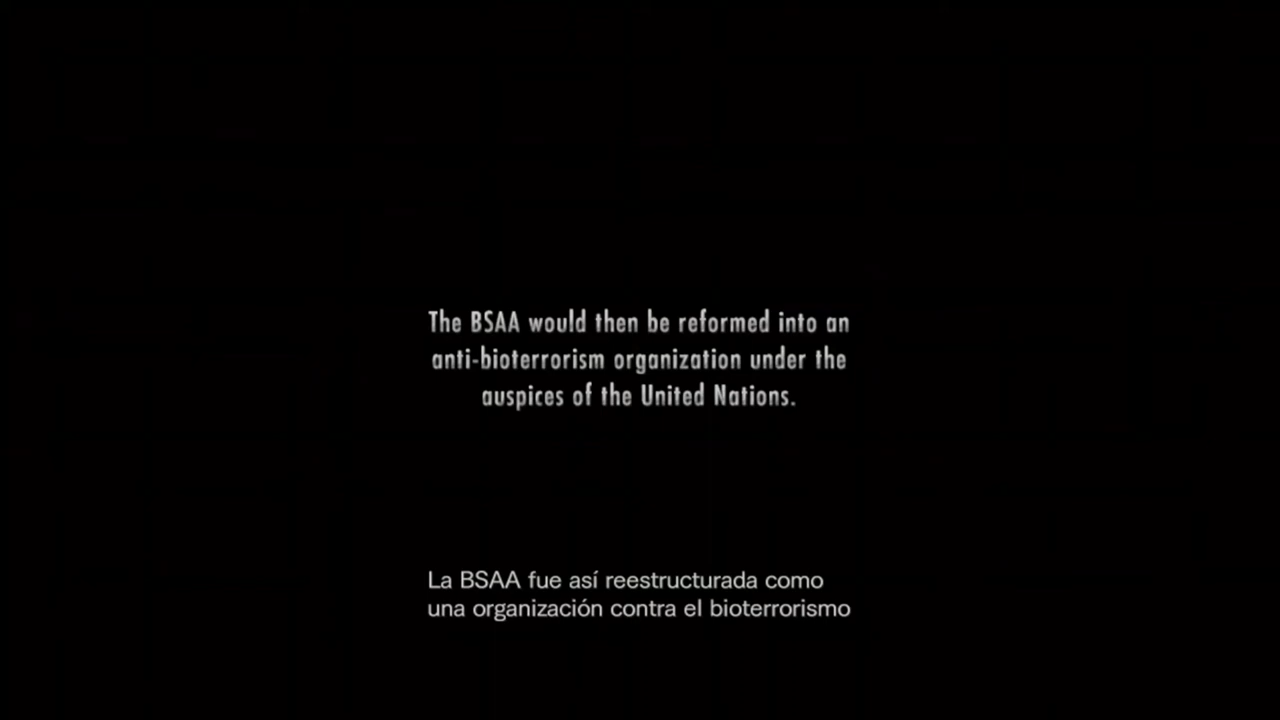 The BSAA would then be reformed into an
anti-bioterrorism organization under the
auspices of the United Nations.
La BSAA fue así reestructurada como
una organización contra el bioterrorismo